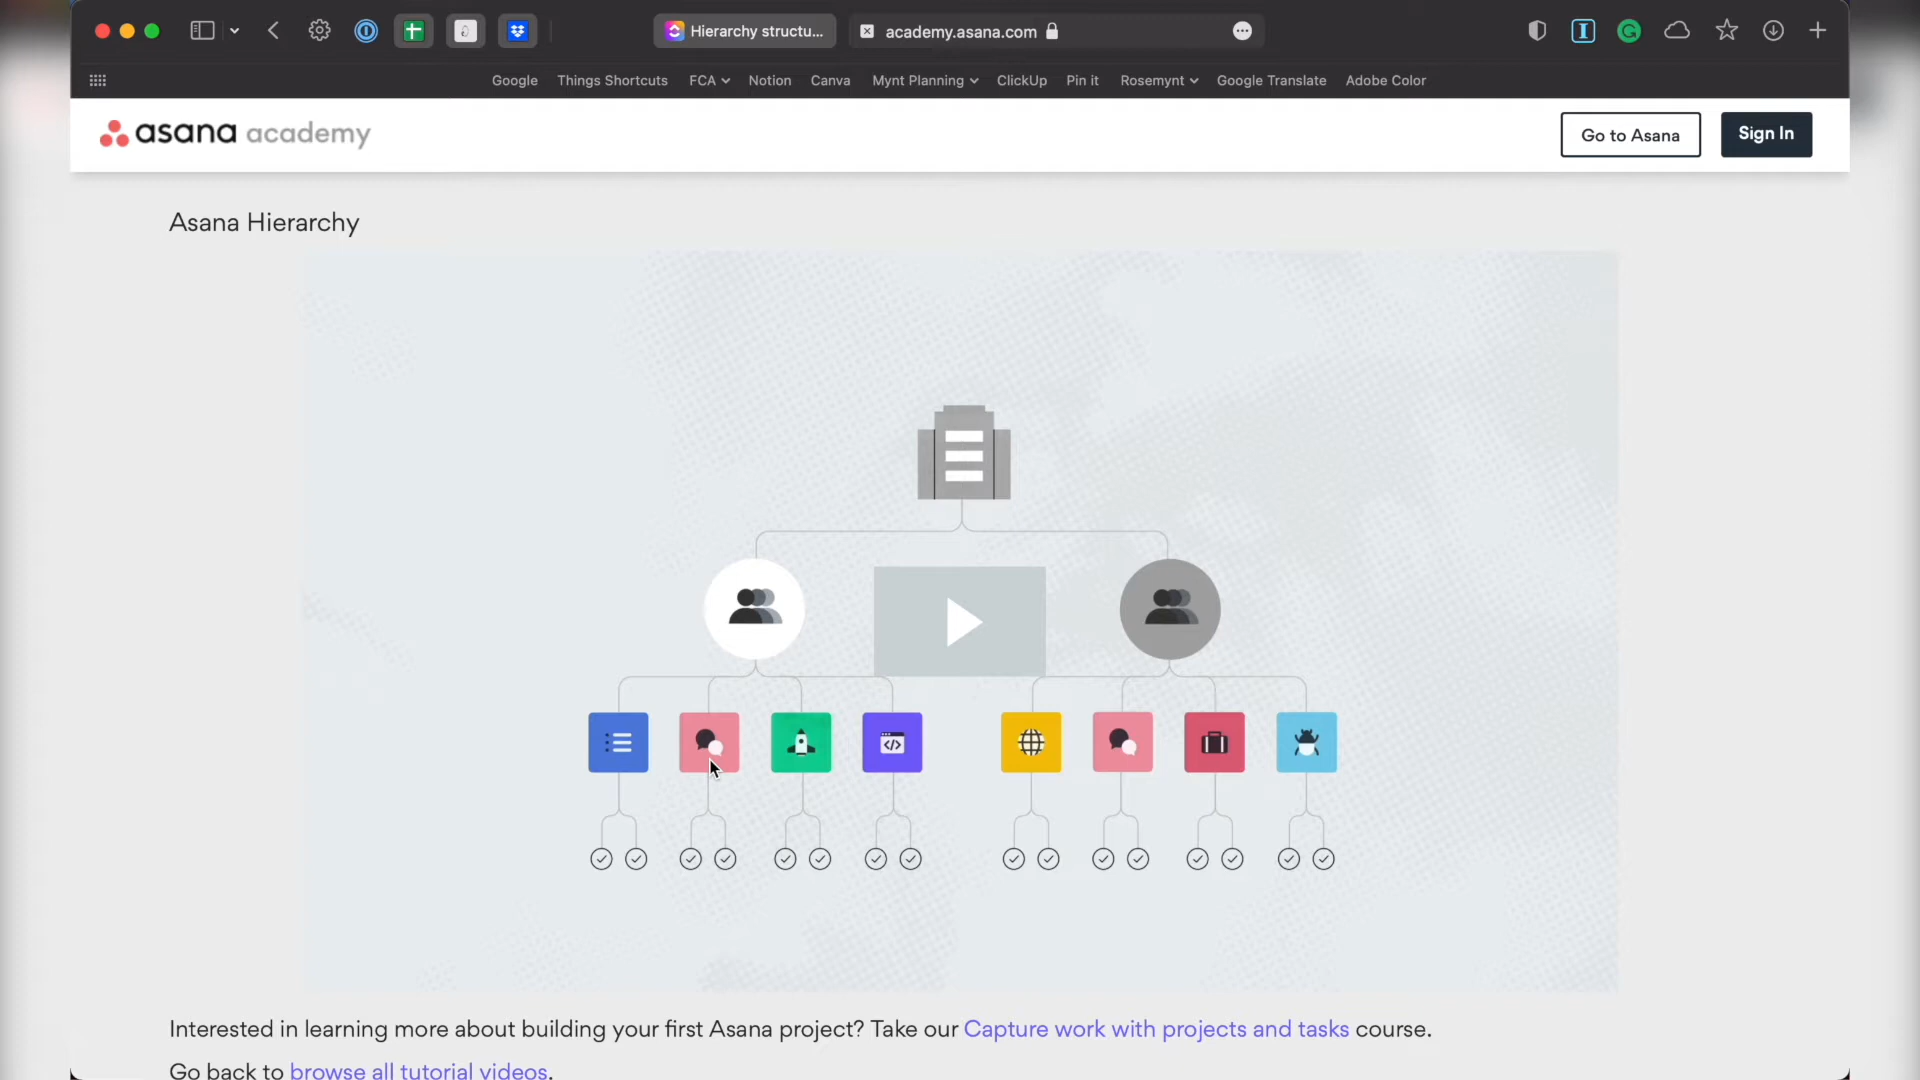 Hierarchy structu...
academy.asana.com
Google Things Shortcuts FCA Notion Canva Mynt Planning ClickUp Pin it Rosemynt Google Translate Adobe Color
asana academy
Go to Asana
Sign In
Asana Hierarchy
Interested in learning more about building your first Asana project? Take our Capture work with projects and tasks course.
Go back to browse all tutorial videos.